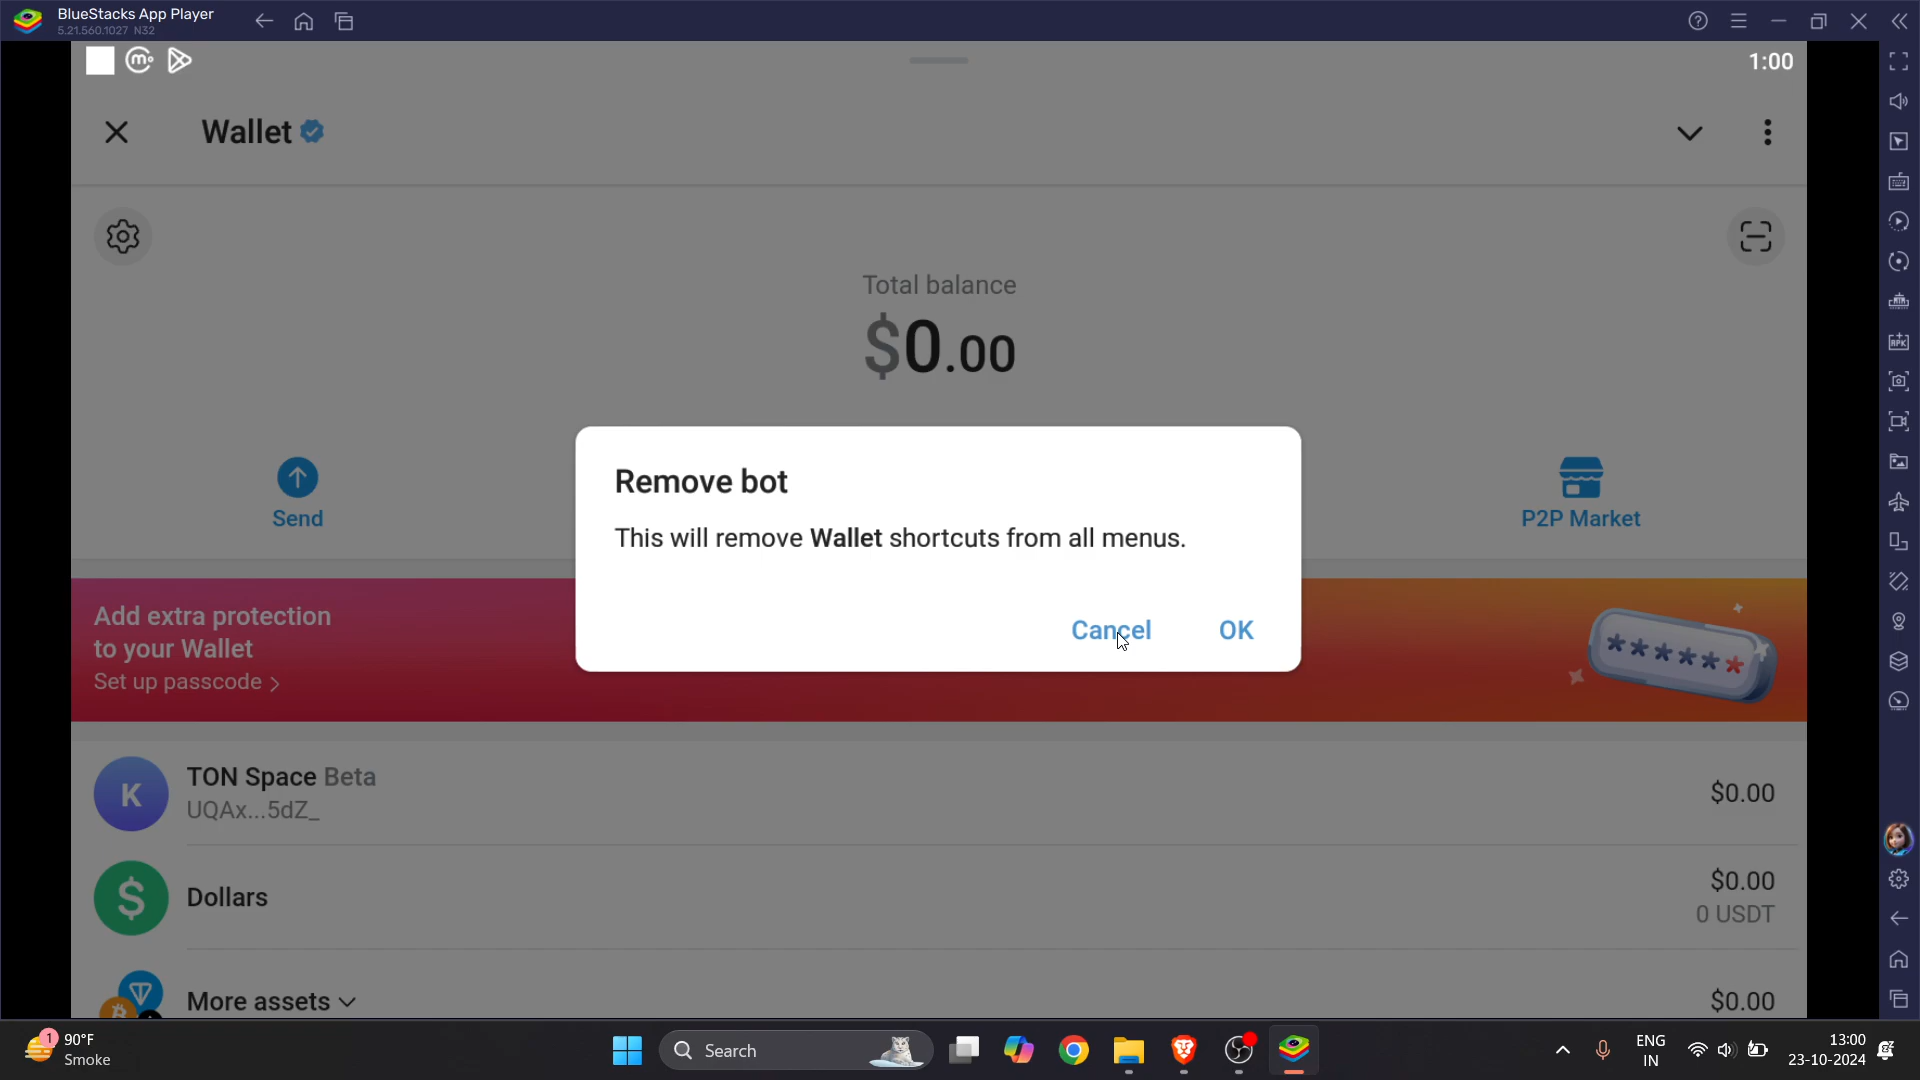 BlueStacks App Player
5.21.560.1027 N32
1:00
Wallet
Total balance
$0.00
Send
P2P Market
Remove bot
This will remove Wallet shortcuts from all menus.
Cancel
OK
Add extra protection
to your Wallet
Set up passcode >
******
TON Space Beta
UQAx...5dZ_
$0.00
Dollars
$0.00
0 USDT
More assets
$0.00
1
90°F
Smoke
Search
ENG
IN
13:00
23-10-2024